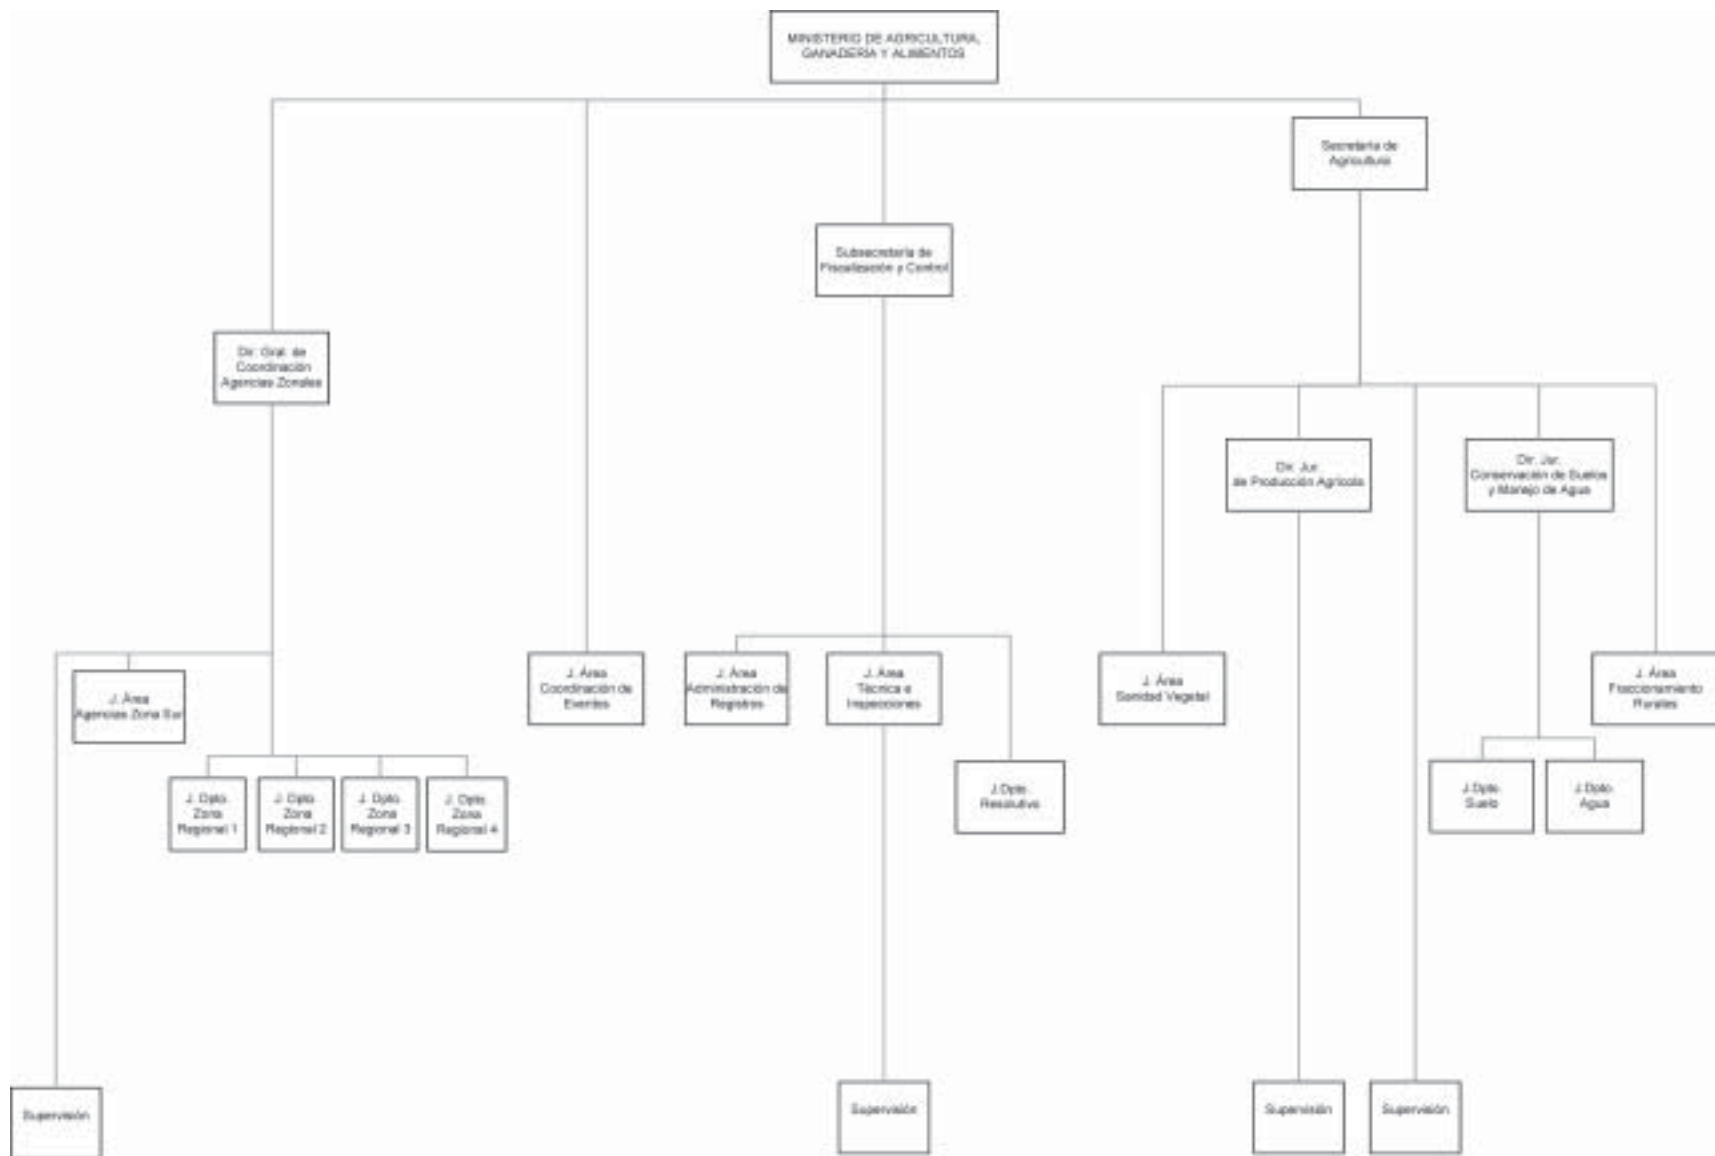 MINISTERIO DE AGRICULTURA,
GANADERÍA Y ALIMENTOS
Secretaría de
Agricultura
Subsecretaría de
Fiscalización y Control
Dir. Gral. de
Coordinación
Agencias Zonales
Dir. Jur.
de Producción Agrícola
Dir. Jur.
Conservación de Suelos
y Manejo de Agua
J. Área
Agencias Zona Sur
J. Área
Coordinación de
Eventos
J. Área
Administración de
Registros
J. Área
Técnica e
Inspecciones
J. Área
Sanidad Vegetal
J. Área
Fraccionamiento
Rurales
J. Dpto.
Zona
Regional 1
J. Dpto.
Zona
Regional 2
J. Dpto.
Zona
Regional 3
J. Dpto.
Zona
Regional 4
J.Dpto.
Resolutivo
J.Dpto.
Suelo
J.Dpto.
Agua
Supervisión
Supervisión
Supervisión
Supervisión